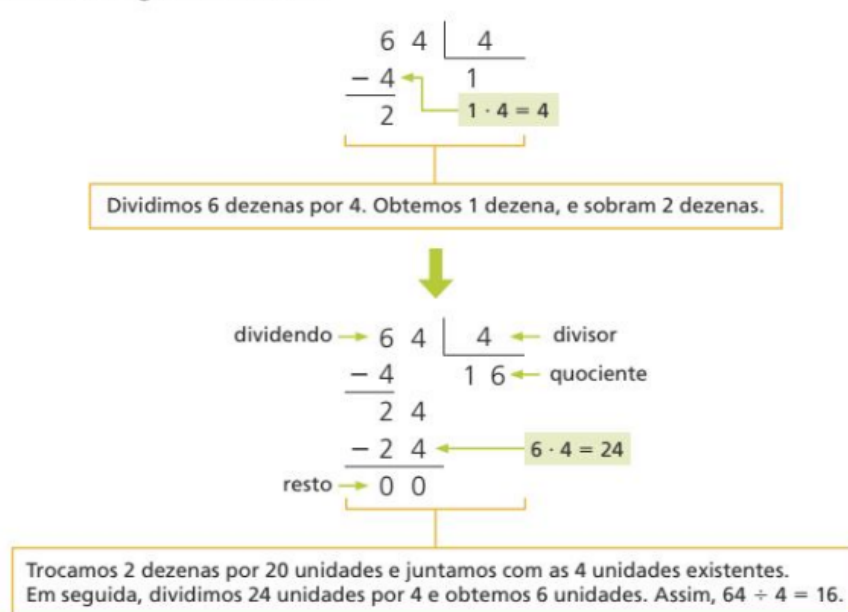 6 4 4
− 4 1
2 1 · 4 = 4
Dividimos 6 dezenas por 4. Obtemos 1 dezena, e sobram 2 dezenas.
dividendo 6 4 4 divisor
− 4 1 6 quociente
2 4
− 2 4 6 · 4 = 24
resto 0 0
Trocamos 2 dezenas por 20 unidades e juntamos com as 4 unidades existentes.
Em seguida, dividimos 24 unidades por 4 e obtemos 6 unidades. Assim, 64 ÷ 4 = 16.